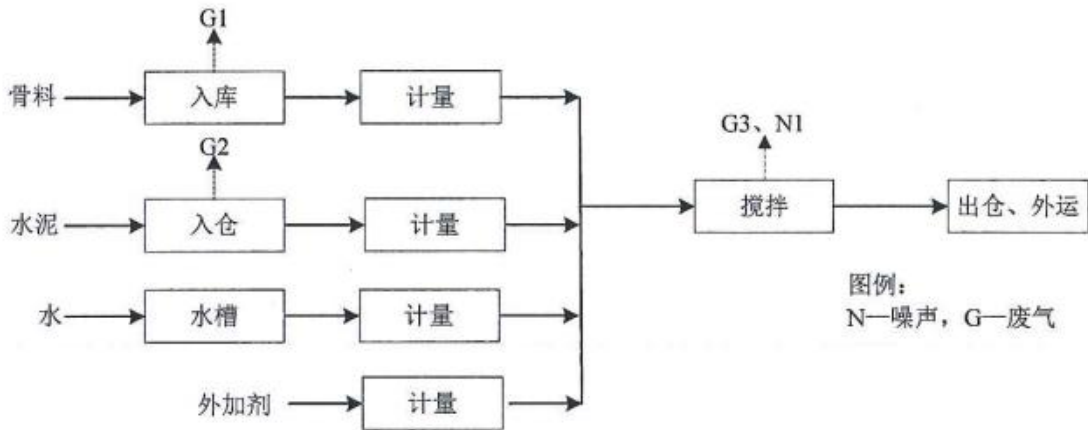 G1
骨料 入库 计量
G3、N1
G2
搅拌 出仓、外运
水泥 入仓 计量
图例：
水 水槽 计量 N—噪声，G—废气
外加剂 计量